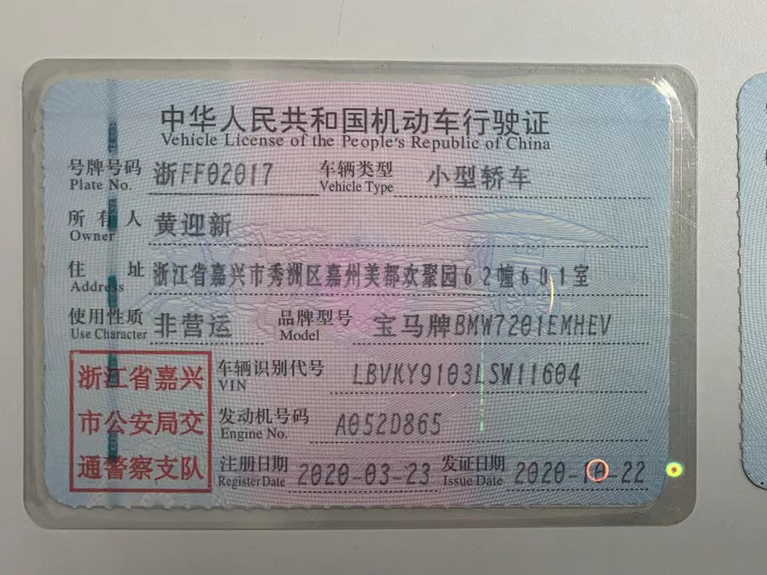 中华人民共和国机动车行驶证
Vehicle License of the People's Republic of China
号牌号码 浙FF02017 车辆类型 小型轿车
Plate No. Vehicle Type
所有人 黄迎新
Owner
住址 浙江省嘉兴市秀洲区嘉州美都欢聚园62幢601室
Address
使用性质 非营运 品牌型号 宝马牌BMW7201EMHEV
Use Character Model
浙江省嘉兴 车辆识别代号 LBVKY9103LSW11604
VIN
市公安局交 发动机号码 A052D865
Engine No.
通警察支队 注册日期 2020-03-23 发证日期 2020-10-22
Register Date Issue Date